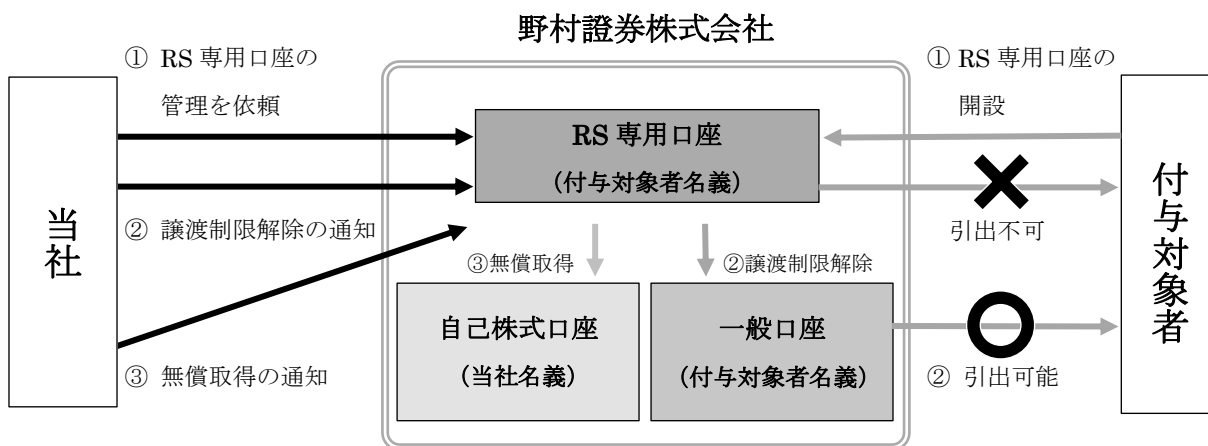 野村證券株式会社
① RS 専用口座の
管理を依頼
① RS 専用口座の
開設
RS 専用口座
(付与対象者名義)
当社
付与対象者
② 譲渡制限解除の通知
引出不可
③無償取得
②譲渡制限解除
自己株式口座
(当社名義)
一般口座
(付与対象者名義)
③ 無償取得の通知
② 引出可能